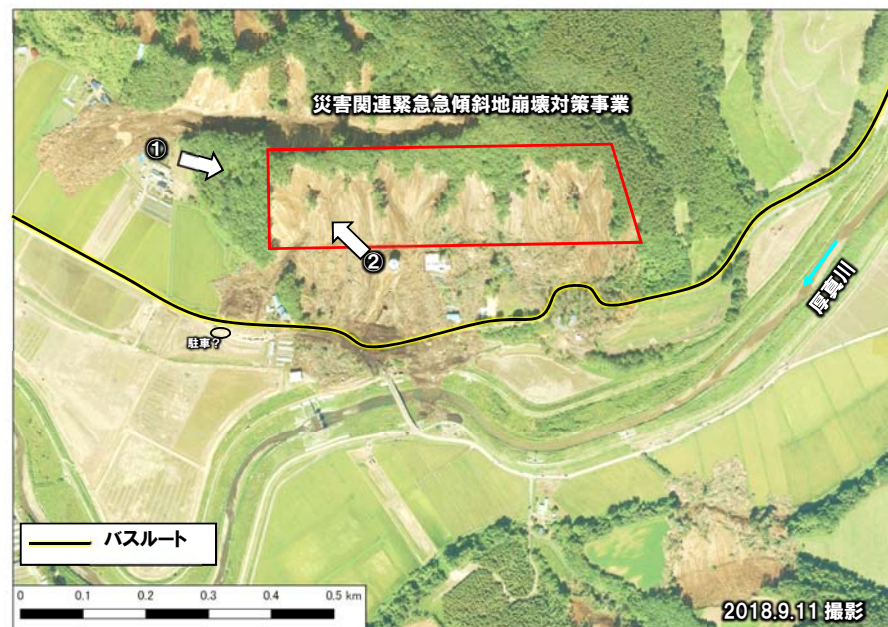 災害関連緊急急傾斜地崩壊対策事業
①
②
厚真川
駐車?
バスルート
0 0.1 0.2 0.3 0.4 0.5 km
2018.9.11 撮影